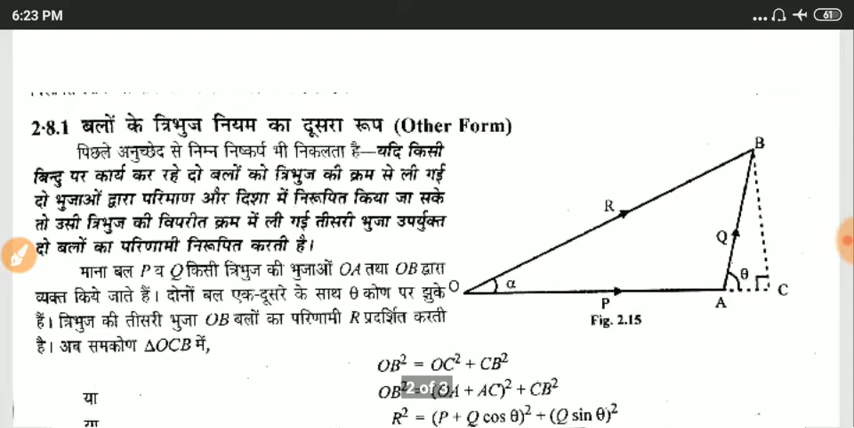 6:23 PM
61
2·8.1 बलों के त्रिभुज नियम का दूसरा रूप (Other Form)
पिछले अनुच्छेद से निम्न निष्कर्ष भी निकलता है—यदि किसी
बिन्दु पर कार्य कर रहे दो बलों को त्रिभुज की क्रम से ली गई
दो भुजाओं द्वारा परिमाण और दिशा में निरूपित किया जा सके
तो उसी त्रिभुज की विपरीत क्रम में ली गई तीसरी भुजा उपर्युक्त
दो बलों का परिणामी निरूपित करती है।
माना बल P व Q किसी त्रिभुज की भुजाओं OA तथा OB द्वारा
व्यक्त किये जाते हैं। दोनों बल एक-दूसरे के साथ θ कोण पर झुके
हैं। त्रिभुज की तीसरी भुजा OB बलों का परिणामी R प्रदर्शित करती
है। अब समकोण ΔOCB में,
B
R
Q
θ
O
α
P
A
C
Fig. 2.15
OB² = OC² + CB²
या OB² = (OA + AC)² + CB²
2 of 3
या R² = (P + Q cos θ)² + (Q sin θ)²